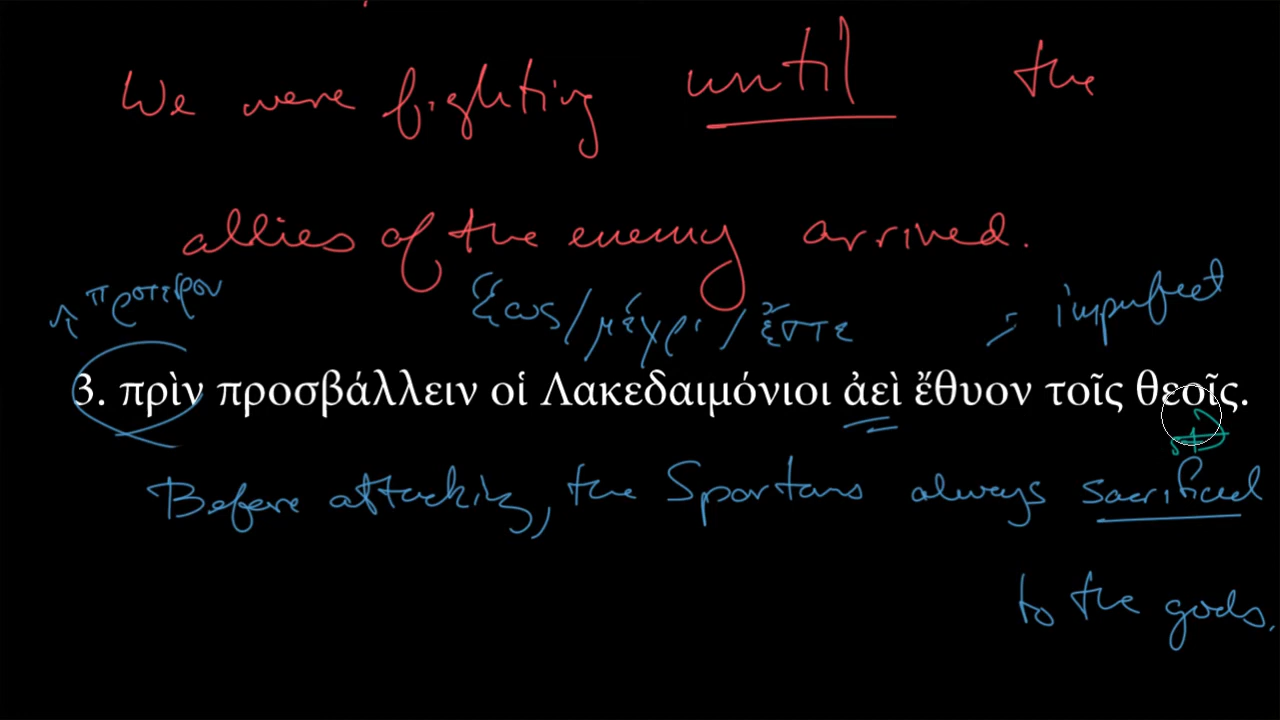 We were fighting until the
allies of the enemy arrived.
προτερον
ἕως/μέχρι/ἔστε = imperfect
3. πρὶν προσβάλλειν οἱ Λακεδαιμόνιοι ἀεὶ ἔθυον τοῖς θεοῖς.
Before attacking, the Spartans always sacrificed
to the gods.